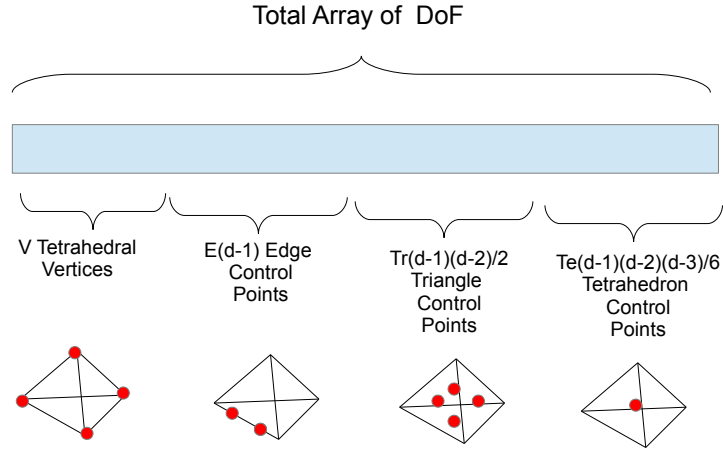 Total Array of DoF
V Tetrahedral
Vertices
E(d-1) Edge
Control
Points
Tr(d-1)(d-2)/2
Triangle
Control
Points
Te(d-1)(d-2)(d-3)/6
Tetrahedron
Control
Points